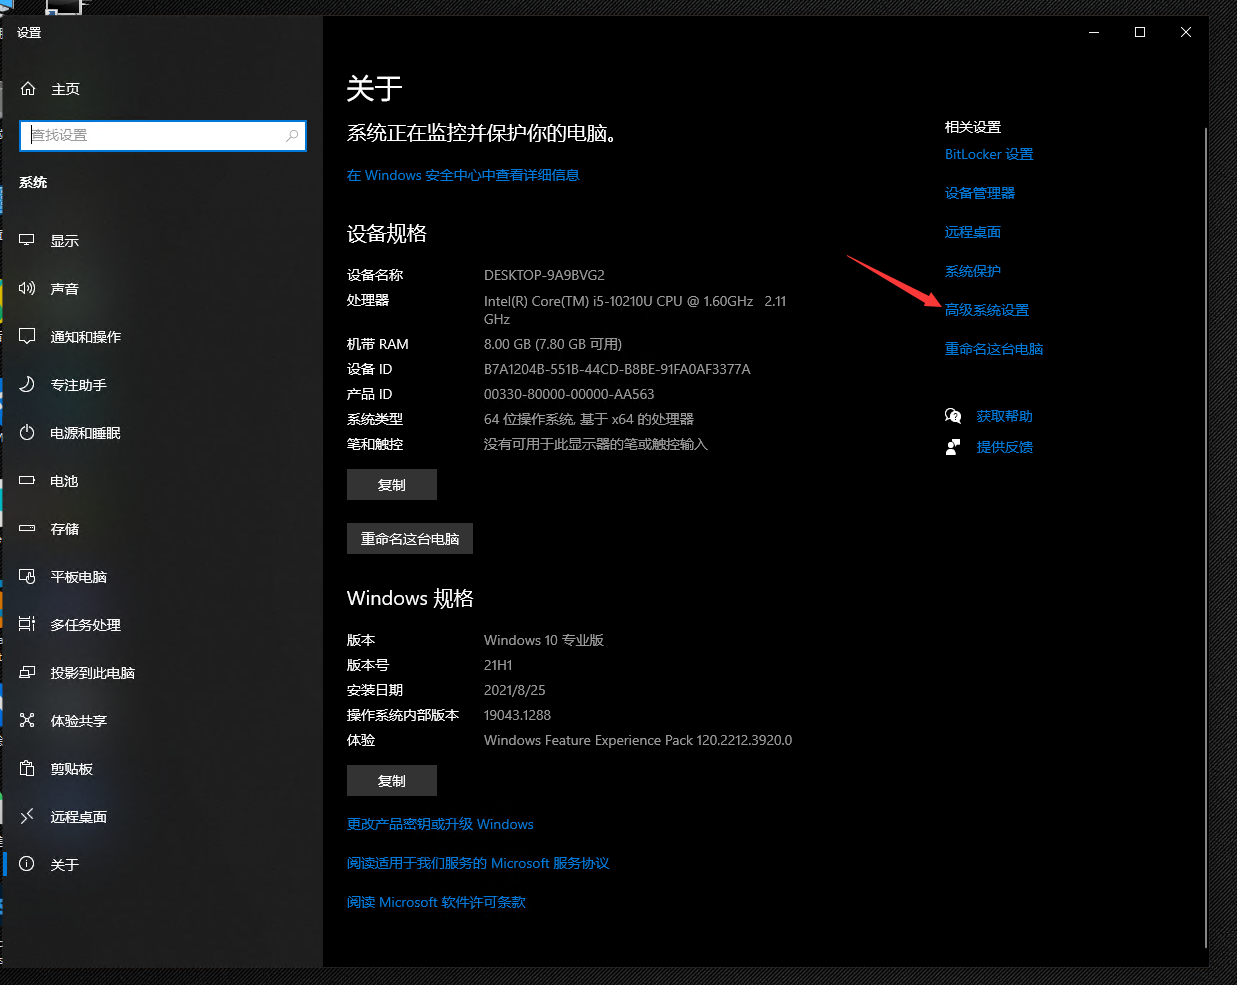 设置
主页
查找设置
系统
显示
声音
通知和操作
专注助手
电源和睡眠
电池
存储
平板电脑
多任务处理
投影到此电脑
体验共享
剪贴板
远程桌面
关于
关于
系统正在监控并保护你的电脑。
在 Windows 安全中心中查看详细信息
设备规格
设备名称 DESKTOP-9A9BVG2
处理器 Intel(R) Core(TM) i5-10210U CPU @ 1.60GHz 2.11
GHz
机带 RAM 8.00 GB (7.80 GB 可用)
设备 ID B7A1204B-551B-44CD-B8BE-91FA0AF3377A
产品 ID 00330-80000-00000-AA563
系统类型 64 位操作系统, 基于 x64 的处理器
笔和触控 没有可用于此显示器的笔或触控输入
复制
重命名这台电脑
Windows 规格
版本 Windows 10 专业版
版本号 21H1
安装日期 2021/8/25
操作系统内部版本 19043.1288
体验 Windows Feature Experience Pack 120.2212.3920.0
复制
更改产品密钥或升级 Windows
阅读适用于我们服务的 Microsoft 服务协议
阅读 Microsoft 软件许可条款
相关设置
BitLocker 设置
设备管理器
远程桌面
系统保护
高级系统设置
重命名这台电脑
获取帮助
提供反馈